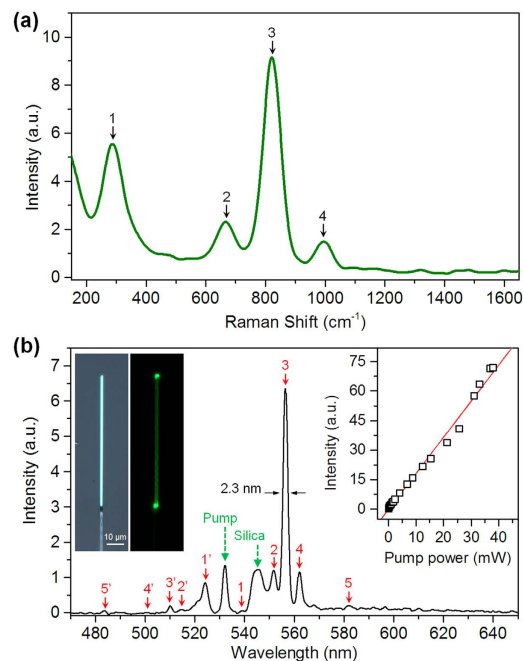 (a)
3
10
1
8
6
2
4
4
2
0
Intensity (a.u.)
200 400 600 800 1000 1200 1400 1600
Raman Shift (cm-1)
(b)
7
6
5
4
3
2
1
0
Intensity (a.u.)
10 μm
3
2.3 nm
Pump
Silica
5' 4' 3' 2' 1' 1 2 4 5
480 500 520 540 560 580 600 620 640
Wavelength (nm)
75
60
45
30
15
0
Intensity (a.u.)
0 10 20 30 40
Pump power (mW)